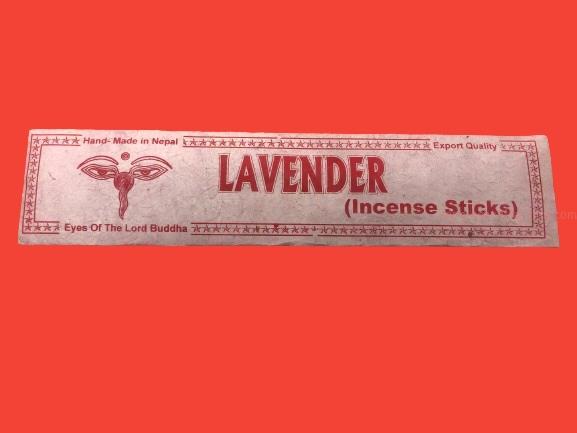 Hand- Made in Nepal
Export Quality
LAVENDER
(Incense Sticks)
Eyes Of The Lord Buddha